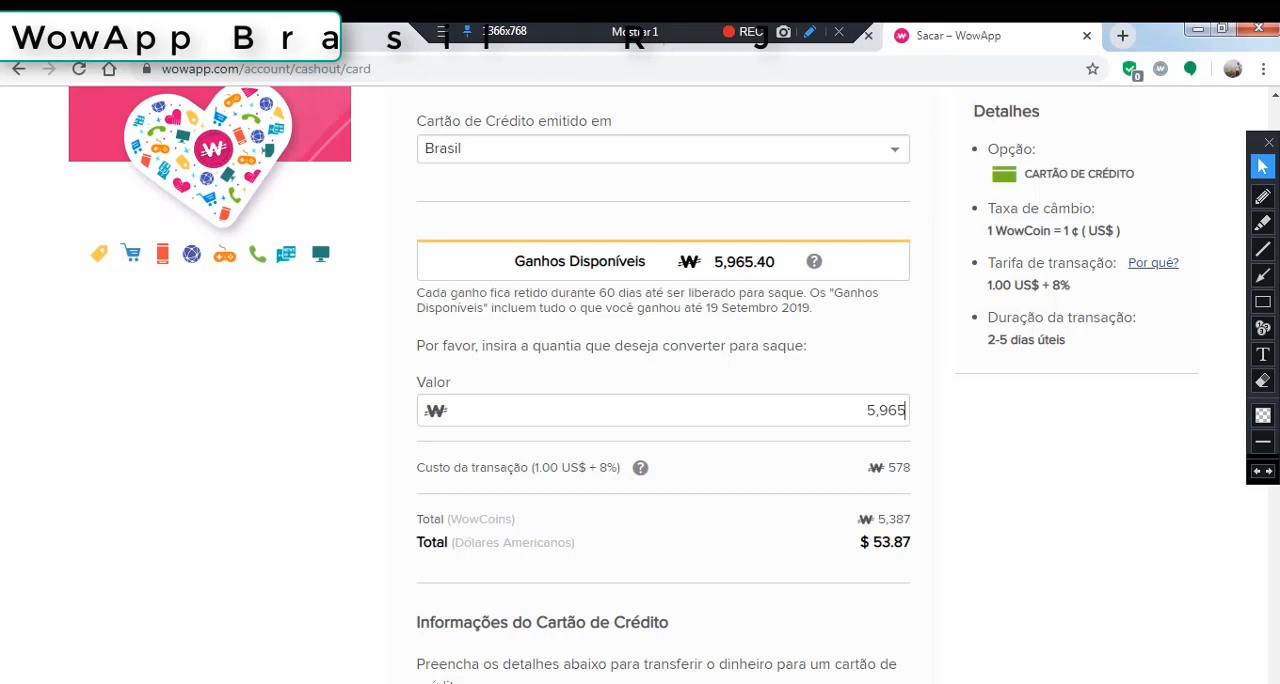 WowApp Brasil R g
1366x768
Mostrar 1
REC
Sacar – WowApp
wowapp.com/account/cashout/card
Cartão de Crédito emitido em
Brasil
Ganhos Disponíveis 5,965.40 ?
Cada ganho fica retido durante 60 dias até ser liberado para saque. Os "Ganhos
Disponíveis" incluem tudo o que você ganhou até 19 Setembro 2019.
Por favor, insira a quantia que deseja converter para saque:
Valor
5,965
Custo da transação (1.00 US$ + 8%) ? 578
Total (WowCoins) 5,387
Total (Dólares Americanos) $ 53.87
Informações do Cartão de Crédito
Preencha os detalhes abaixo para transferir o dinheiro para um cartão de
Detalhes
Opção:
CARTÃO DE CRÉDITO
Taxa de câmbio:
1 WowCoin = 1 ¢ ( US$ )
Tarifa de transação: Por quê?
1.00 US$ + 8%
Duração da transação:
2-5 dias úteis
0
T